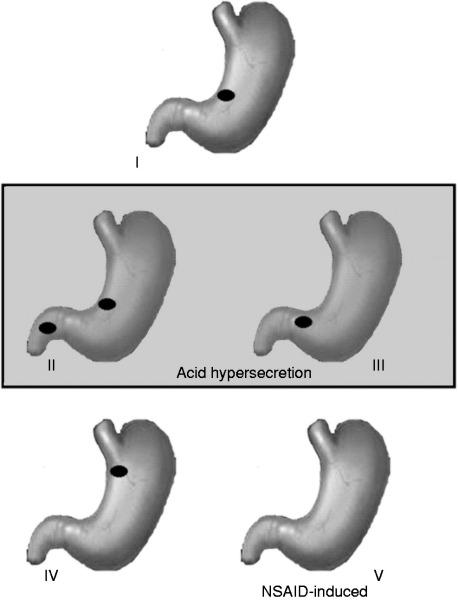 I
II
III
Acid hypersecretion
IV
V
NSAID-induced